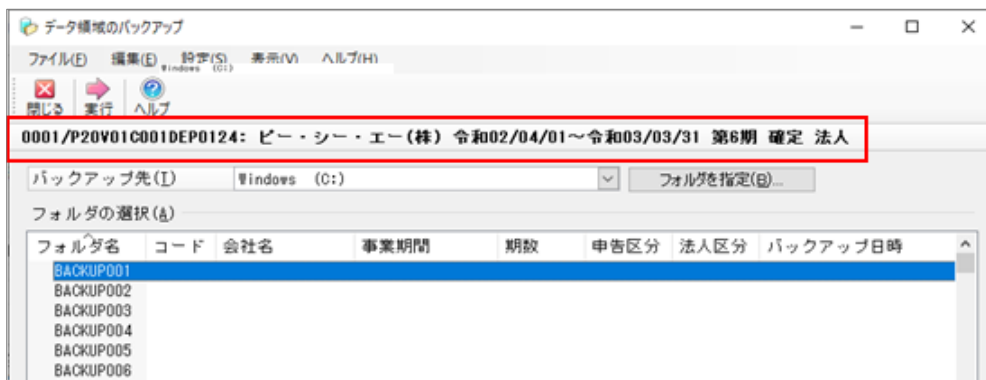 データ領域のバックアップ
ファイル(F) 編集(E) 設定(S) 表示(V) ヘルプ(H)
Windows (C:)
閉じる 実行 ヘルプ
0001/P20V01C001DEP0124: ピー・シー・エー(株) 令和02/04/01～令和03/03/31 第6期 確定 法人
バックアップ先(I) Windows (C:) フォルダを指定(B)...
フォルダの選択(A)
フォルダ名 コード 会社名 事業期間 期数 申告区分 法人区分 バックアップ日時
BACKUP001
BACKUP002
BACKUP003
BACKUP004
BACKUP005
BACKUP006